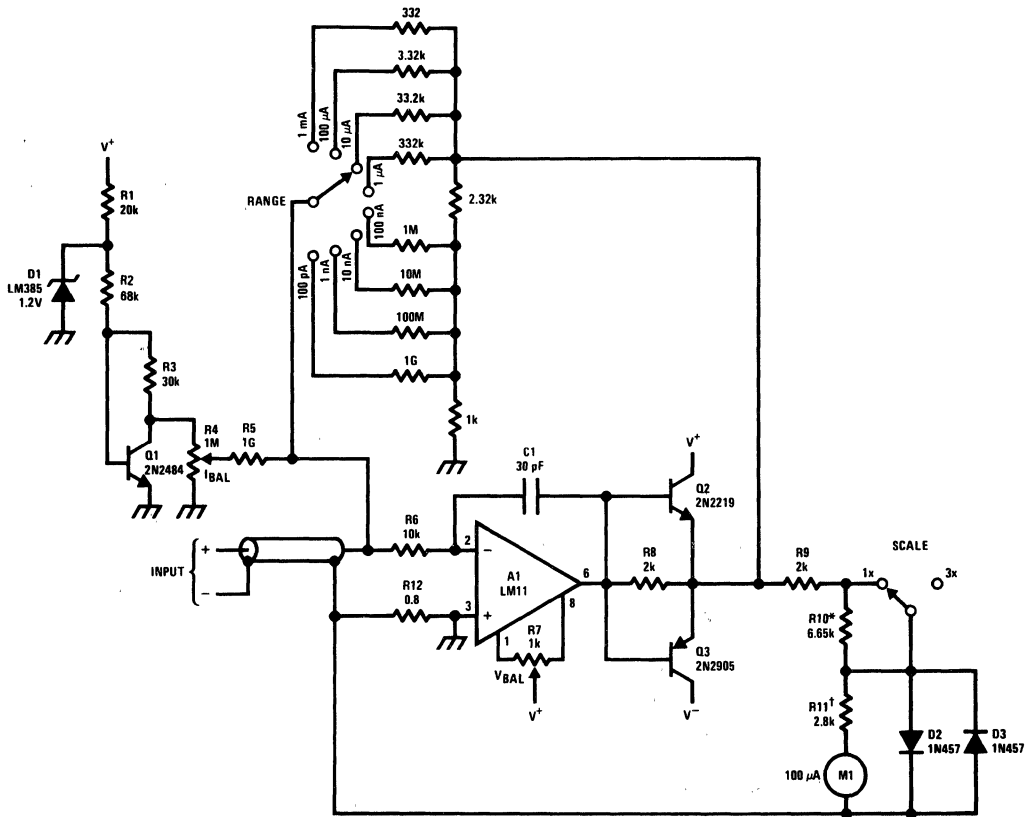 332
3.32k
33.2k
332k
1 mA
100 μA
10 μA
1 μA
RANGE
2.32k
100 nA
10 nA
1 nA
100 pA
1M
10M
100M
1G
1k
V+
R1
20k
D1
LM385
1.2V
R2
68k
R3
30k
Q1
2N2484
R4
1M
IBAL
R5
1G
C1
30 pF
V+
Q2
2N2219
INPUT
+
−
R6
10k
R12
0.8
2
−
A1
LM11
3
+
6
8
1
R7
1k
VBAL
V+
R8
2k
Q3
2N2905
V−
R9
2k
SCALE
1x
3x
R10*
6.65k
R11†
2.8k
D2
1N457
D3
1N457
100 μA
M1